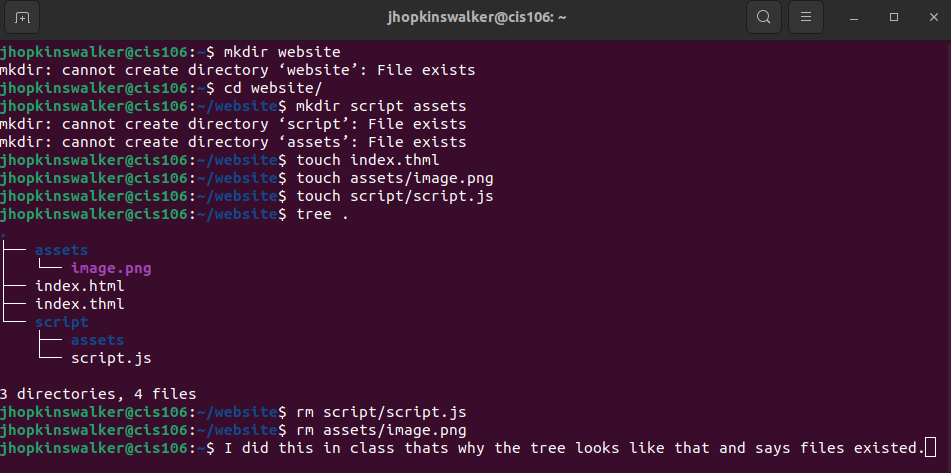 jhopkinswalker@cis106: ~
jhopkinswalker@cis106:~$ mkdir website
mkdir: cannot create directory ‘website’: File exists
jhopkinswalker@cis106:~$ cd website/
jhopkinswalker@cis106:~/website$ mkdir script assets
mkdir: cannot create directory ‘script’: File exists
mkdir: cannot create directory ‘assets’: File exists
jhopkinswalker@cis106:~/website$ touch index.thml
jhopkinswalker@cis106:~/website$ touch assets/image.png
jhopkinswalker@cis106:~/website$ touch script/script.js
jhopkinswalker@cis106:~/website$ tree .
.
├── assets
│   └── image.png
├── index.html
├── index.thml
└── script
    ├── assets
    └── script.js
3 directories, 4 files
jhopkinswalker@cis106:~/website$ rm script/script.js
jhopkinswalker@cis106:~/website$ rm assets/image.png
jhopkinswalker@cis106:~/website$ I did this in class thats why the tree looks like that and says files existed.